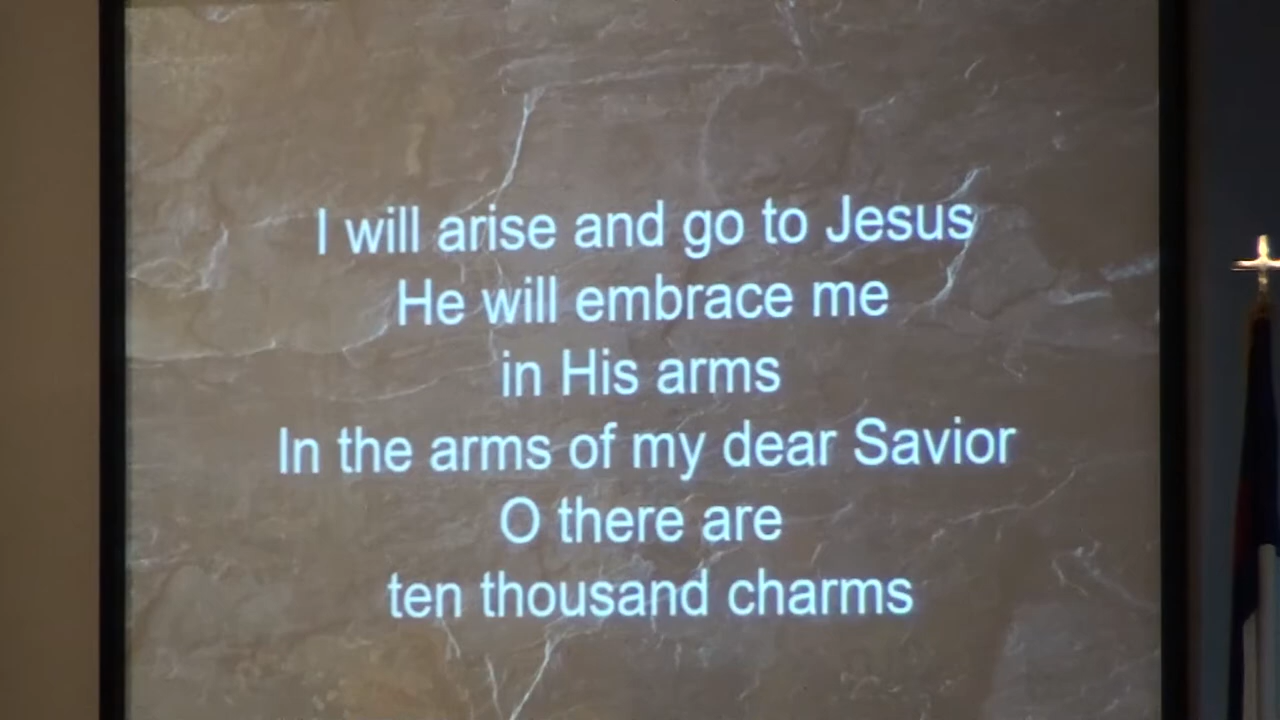 I will arise and go to Jesus
He will embrace me
in His arms
In the arms of my dear Savior
O there are
ten thousand charms